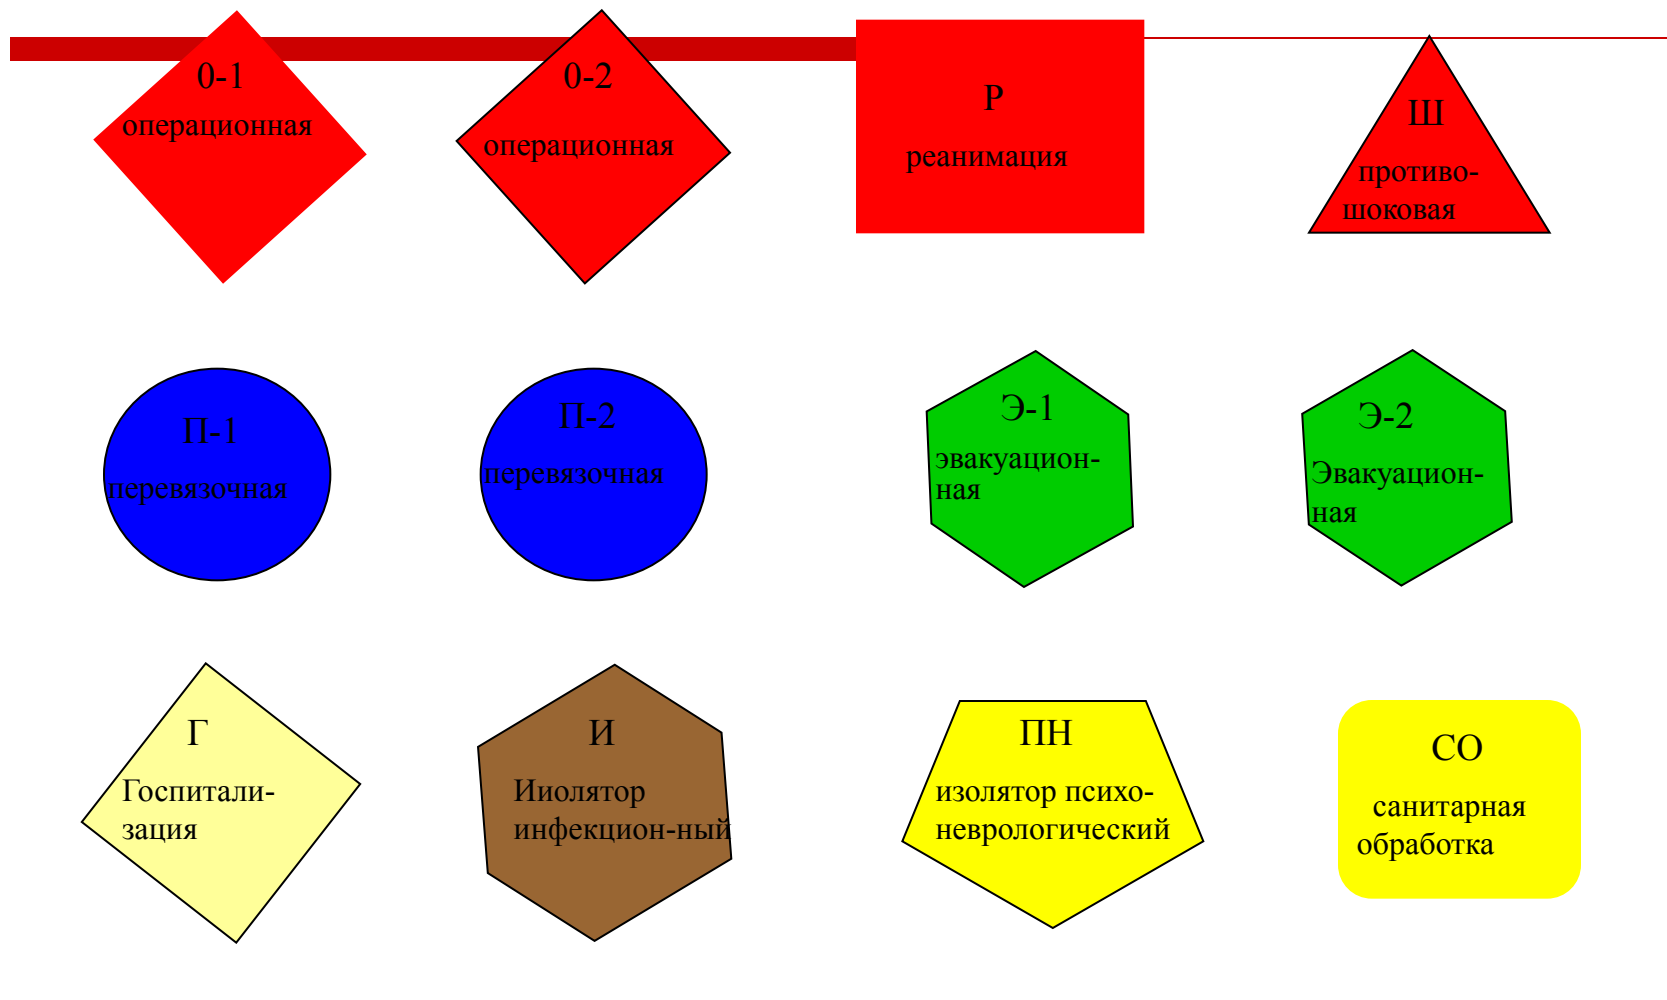 0-1
операционная
0-2
операционная
Р
реанимация
Ш
противо-
шоковая
П-1
перевязочная
П-2
перевязочная
Э-1
эвакуацион-
ная
Э-2
Эвакуацион-
ная
Г
Госпитали-
зация
И
Ииолятор
инфекцион-ный
ПН
изолятор психо-
неврологический
СО
санитарная
обработка